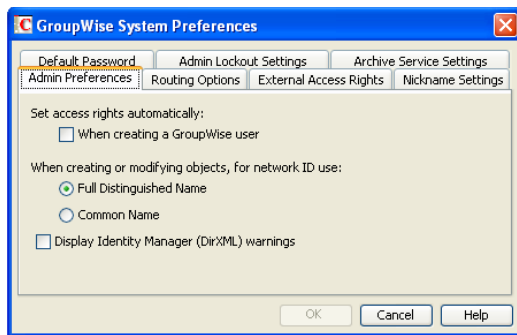 GroupWise System Preferences
Default Password Admin Lockout Settings Archive Service Settings
Admin Preferences Routing Options External Access Rights Nickname Settings
Set access rights automatically:
When creating a GroupWise user
When creating or modifying objects, for network ID use:
Full Distinguished Name
Common Name
Display Identity Manager (DirXML) warnings
OK Cancel Help